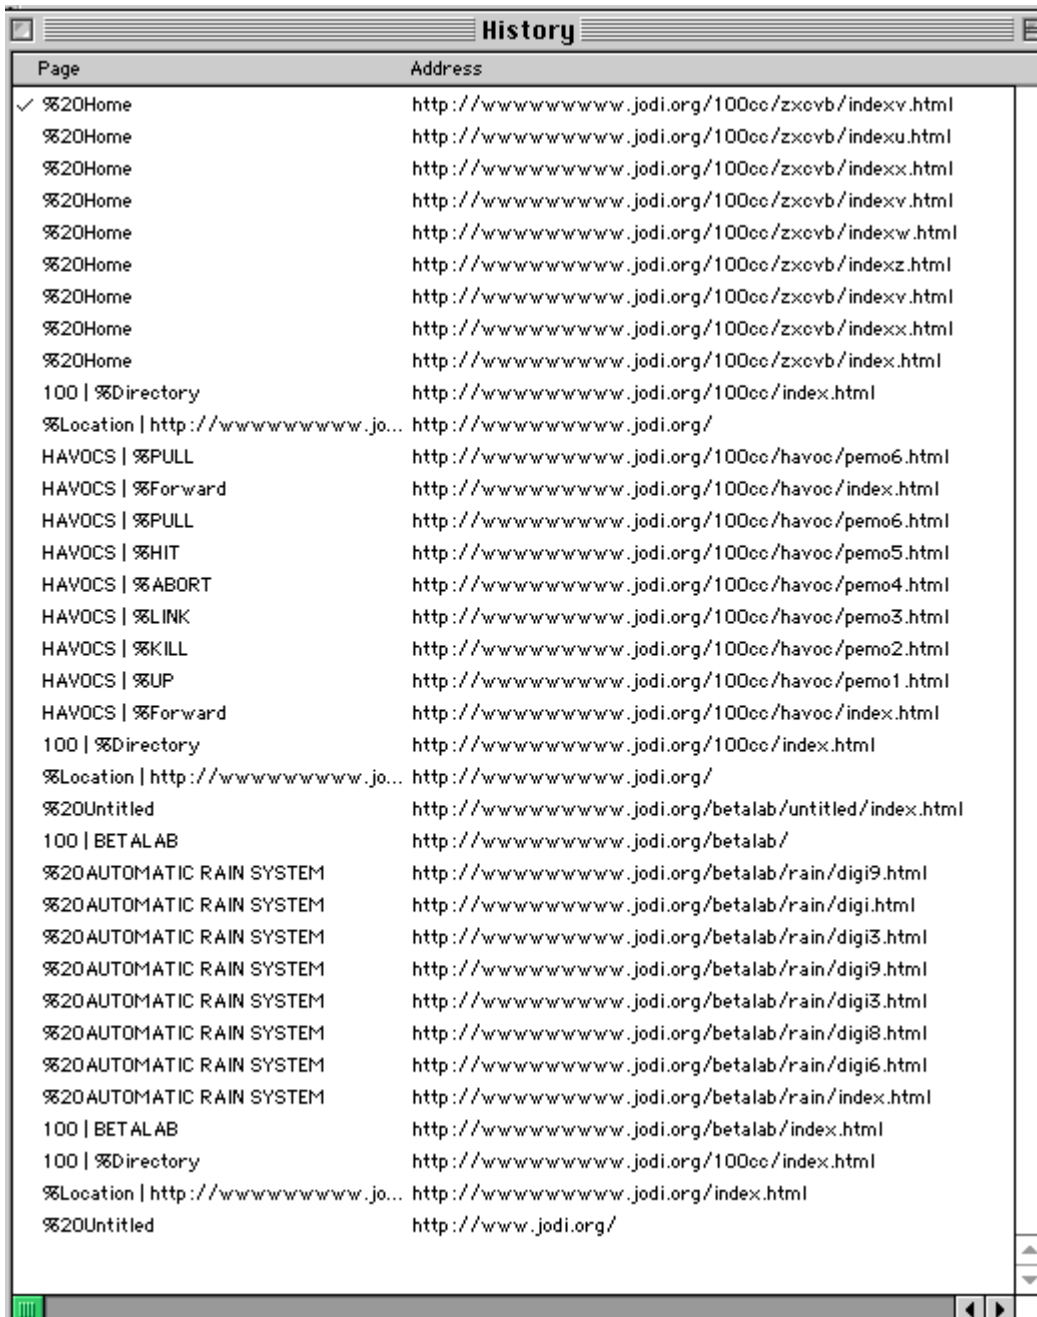 History
Page Address
✓ %20Home http://wwwwwwwww.jodi.org/100cc/zxcvb/indexv.html
%20Home http://wwwwwwwww.jodi.org/100cc/zxcvb/indexu.html
%20Home http://wwwwwwwww.jodi.org/100cc/zxcvb/indexx.html
%20Home http://wwwwwwwww.jodi.org/100cc/zxcvb/indexv.html
%20Home http://wwwwwwwww.jodi.org/100cc/zxcvb/indexw.html
%20Home http://wwwwwwwww.jodi.org/100cc/zxcvb/indexz.html
%20Home http://wwwwwwwww.jodi.org/100cc/zxcvb/indexv.html
%20Home http://wwwwwwwww.jodi.org/100cc/zxcvb/indexx.html
%20Home http://wwwwwwwww.jodi.org/100cc/zxcvb/index.html
100 | %Directory http://wwwwwwwww.jodi.org/100cc/index.html
%Location | http://wwwwwwwww.jo... http://wwwwwwwww.jodi.org/
HAVOCS | %PULL http://wwwwwwwww.jodi.org/100cc/havoc/pemo6.html
HAVOCS | %Forward http://wwwwwwwww.jodi.org/100cc/havoc/index.html
HAVOCS | %PULL http://wwwwwwwww.jodi.org/100cc/havoc/pemo6.html
HAVOCS | %HIT http://wwwwwwwww.jodi.org/100cc/havoc/pemo5.html
HAVOCS | %ABORT http://wwwwwwwww.jodi.org/100cc/havoc/pemo4.html
HAVOCS | %LINK http://wwwwwwwww.jodi.org/100cc/havoc/pemo3.html
HAVOCS | %KILL http://wwwwwwwww.jodi.org/100cc/havoc/pemo2.html
HAVOCS | %UP http://wwwwwwwww.jodi.org/100cc/havoc/pemo1.html
HAVOCS | %Forward http://wwwwwwwww.jodi.org/100cc/havoc/index.html
100 | %Directory http://wwwwwwwww.jodi.org/100cc/index.html
%Location | http://wwwwwwwww.jo... http://wwwwwwwww.jodi.org/
%20Untitled http://wwwwwwwww.jodi.org/betalab/untitled/index.html
100 | BETALAB http://wwwwwwwww.jodi.org/betalab/
%20AUTOMATIC RAIN SYSTEM http://wwwwwwwww.jodi.org/betalab/rain/digi9.html
%20AUTOMATIC RAIN SYSTEM http://wwwwwwwww.jodi.org/betalab/rain/digi.html
%20AUTOMATIC RAIN SYSTEM http://wwwwwwwww.jodi.org/betalab/rain/digi3.html
%20AUTOMATIC RAIN SYSTEM http://wwwwwwwww.jodi.org/betalab/rain/digi9.html
%20AUTOMATIC RAIN SYSTEM http://wwwwwwwww.jodi.org/betalab/rain/digi3.html
%20AUTOMATIC RAIN SYSTEM http://wwwwwwwww.jodi.org/betalab/rain/digi8.html
%20AUTOMATIC RAIN SYSTEM http://wwwwwwwww.jodi.org/betalab/rain/digi6.html
%20AUTOMATIC RAIN SYSTEM http://wwwwwwwww.jodi.org/betalab/rain/index.html
100 | BETALAB http://wwwwwwwww.jodi.org/betalab/index.html
100 | %Directory http://wwwwwwwww.jodi.org/100cc/index.html
%Location | http://wwwwwwwww.jo... http://wwwwwwwww.jodi.org/index.html
%20Untitled http://www.jodi.org/